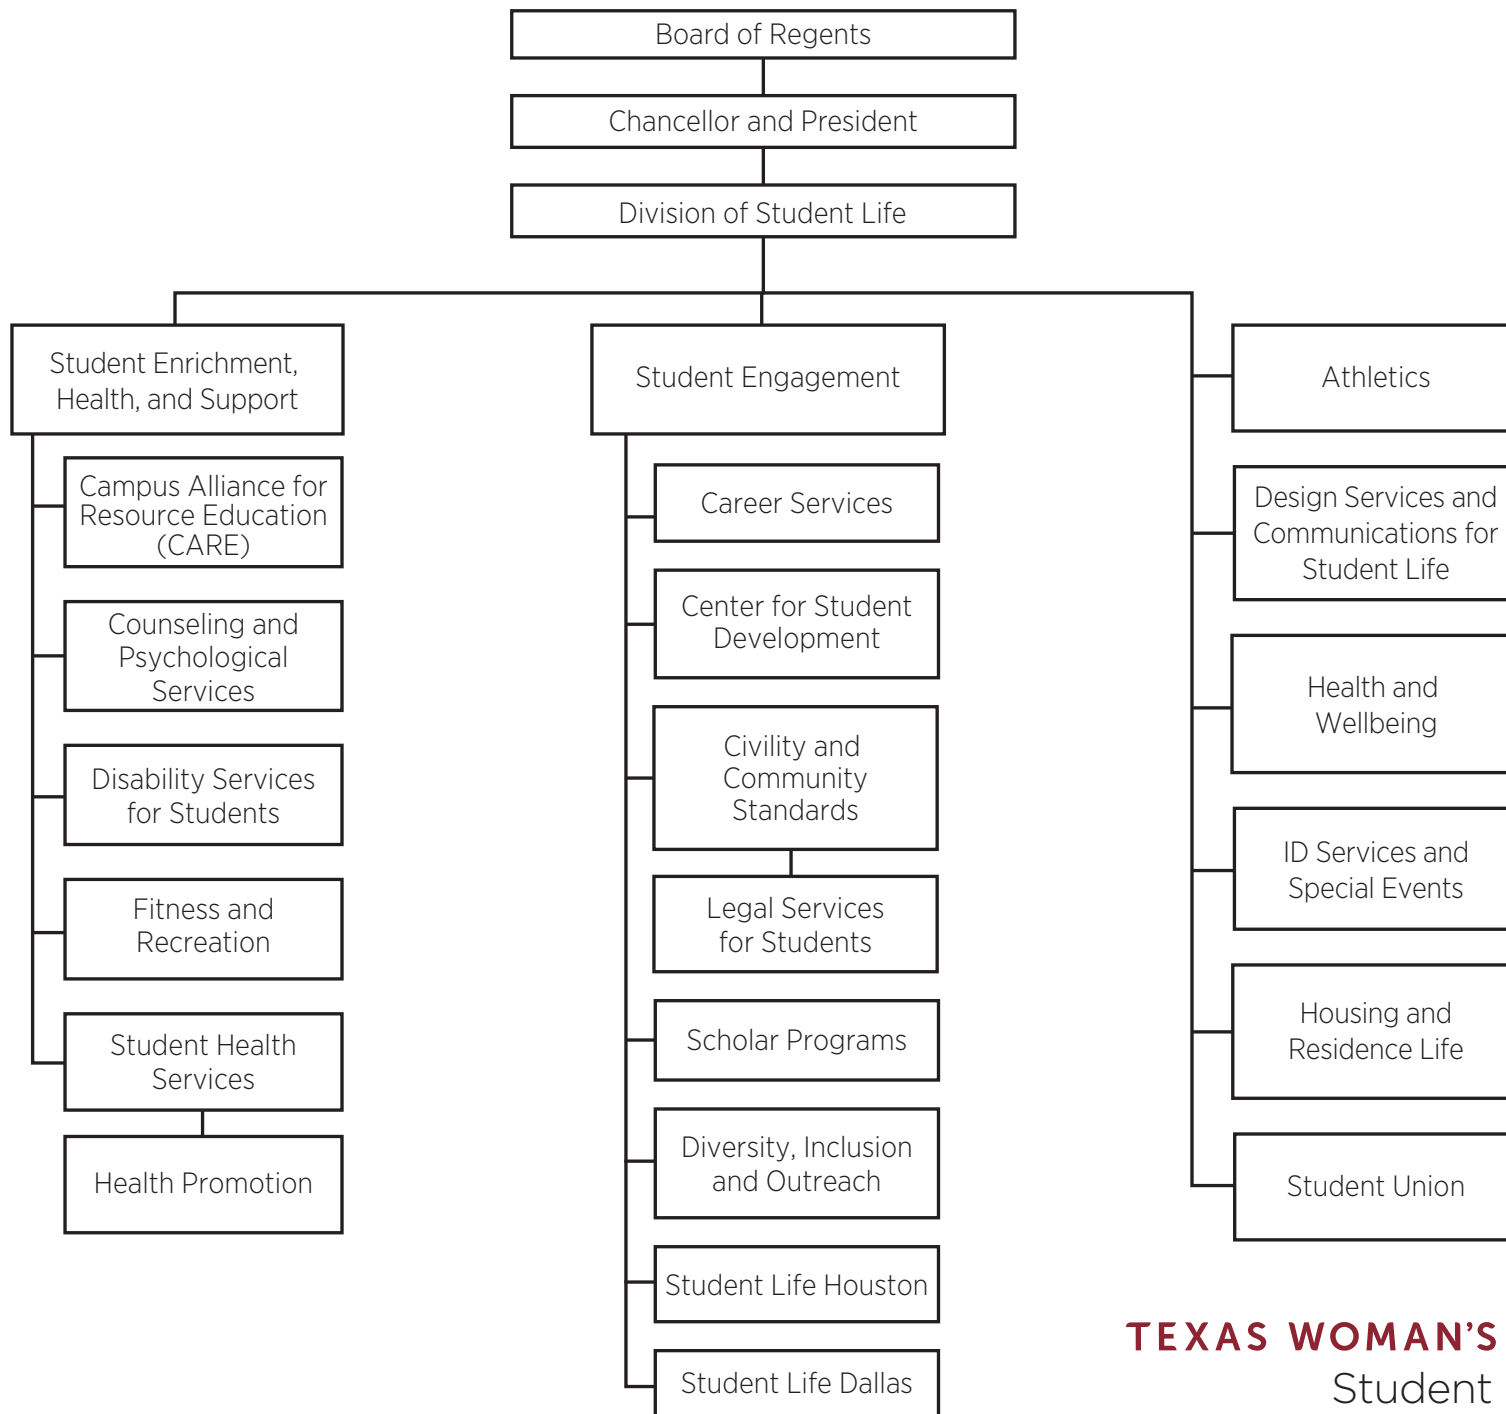 Board of Regents
Chancellor and President
Division of Student Life
Student Enrichment,
Health, and Support
Campus Alliance for
Resource Education
(CARE)
Counseling and
Psychological
Services
Disability Services
for Students
Fitness and
Recreation
Student Health
Services
Health Promotion
Student Engagement
Career Services
Center for Student
Development
Civility and
Community
Standards
Legal Services
for Students
Scholar Programs
Diversity, Inclusion
and Outreach
Student Life Houston
Student Life Dallas
Athletics
Design Services and
Communications for
Student Life
Health and
Wellbeing
ID Services and
Special Events
Housing and
Residence Life
Student Union
TEXAS WOMAN'S
Student